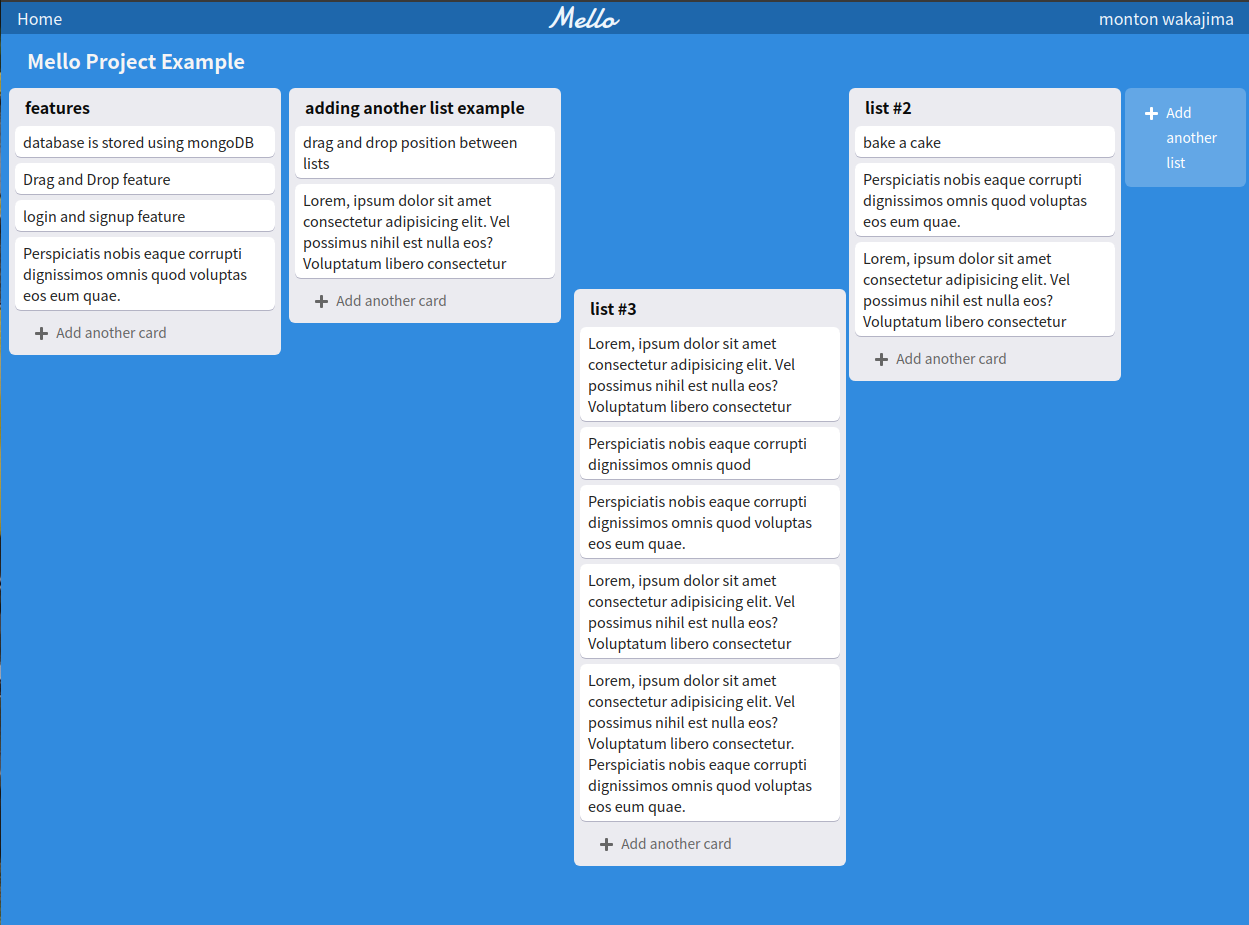 Home
Mello
monton wakajima
Mello Project Example
features
database is stored using mongoDB
Drag and Drop feature
login and signup feature
Perspiciatis nobis eaque corrupti
dignissimos omnis quod voluptas
eos eum quae.
Add another card
adding another list example
drag and drop position between
lists
Lorem, ipsum dolor sit amet
consectetur adipisicing elit. Vel
possimus nihil est nulla eos?
Voluptatum libero consectetur
Add another card
list #3
Lorem, ipsum dolor sit amet
consectetur adipisicing elit. Vel
possimus nihil est nulla eos?
Voluptatum libero consectetur
Perspiciatis nobis eaque corrupti
dignissimos omnis quod
Perspiciatis nobis eaque corrupti
dignissimos omnis quod voluptas
eos eum quae.
Lorem, ipsum dolor sit amet
consectetur adipisicing elit. Vel
possimus nihil est nulla eos?
Voluptatum libero consectetur
Lorem, ipsum dolor sit amet
consectetur adipisicing elit. Vel
possimus nihil est nulla eos?
Voluptatum libero consectetur.
Perspiciatis nobis eaque corrupti
dignissimos omnis quod voluptas
eos eum quae.
Add another card
list #2
bake a cake
Perspiciatis nobis eaque corrupti
dignissimos omnis quod voluptas
eos eum quae.
Lorem, ipsum dolor sit amet
consectetur adipisicing elit. Vel
possimus nihil est nulla eos?
Voluptatum libero consectetur
Add another card
Add
another
list